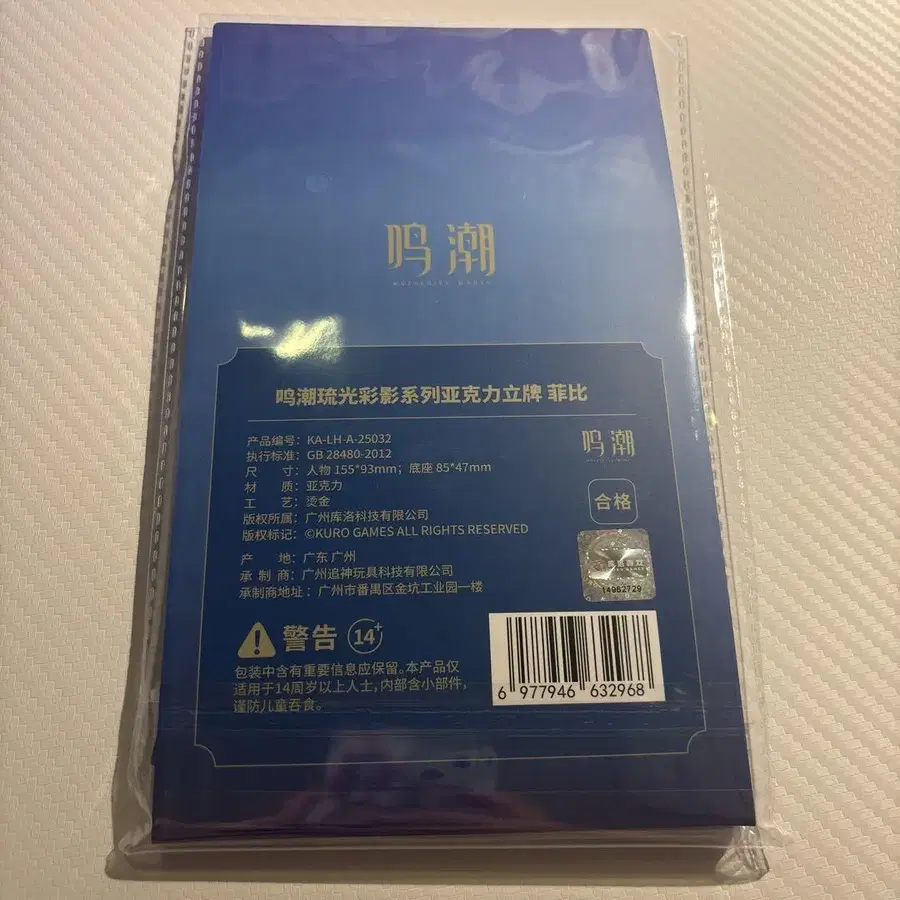 鸣潮
WUTHERING WAVES
鸣潮琉光彩影系列亚克力立牌 菲比
产品编号：KA-LH-A-25032
执行标准：GB 28480-2012
尺 寸：人物 155*93mm；底座 85*47mm
材 质：亚克力
工 艺：烫金
版权所属：广州库洛科技有限公司
版权标记：©KURO GAMES ALL RIGHTS RESERVED
产 地：广东 广州
承 制 商：广州追神玩具科技有限公司
承制商地址：广州市番禺区金坑工业园一楼
鸣潮
合格
14962729
警告 14+
包装中含有重要信息应保留。本产品仅
适用于14周岁以上人士，内部含小部件，
谨防儿童吞食。
6 977946 632968